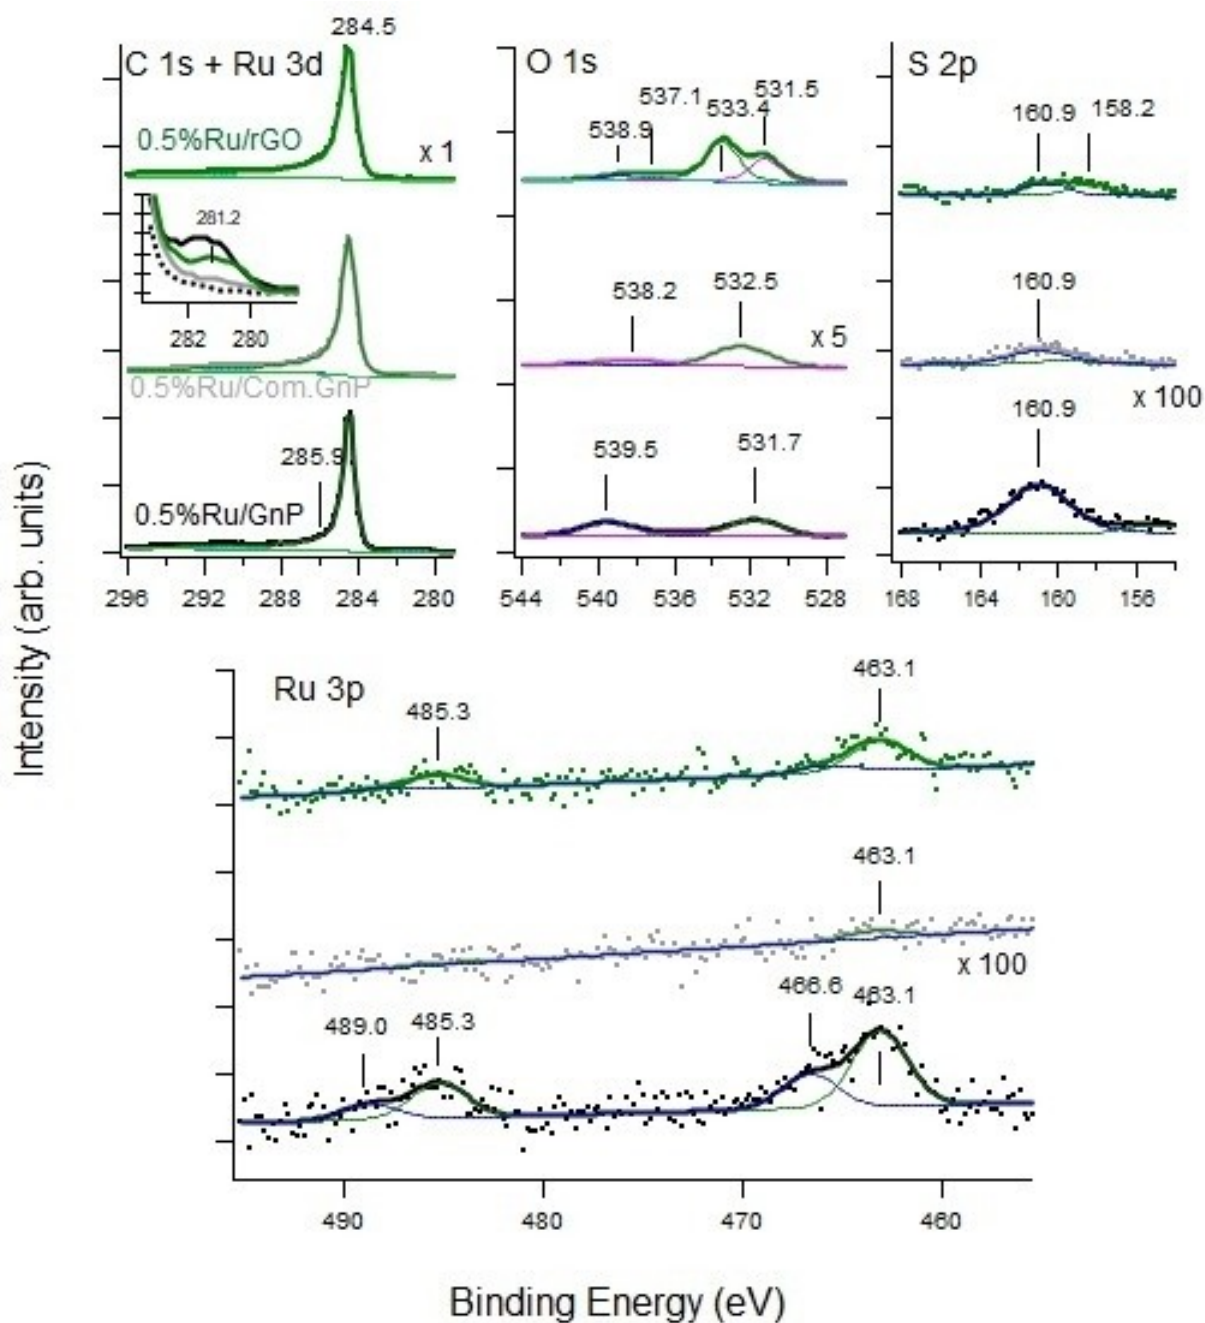 284.5
C 1s + Ru 3d
0.5%Ru/rGO
x 1
281.2
282 280
0.5%Ru/Com.GnP
285.9
0.5%Ru/GnP
296 292 288 284 280
O 1s
531.5
537.1
533.4
538.9
532.5
538.2
x 5
539.5
531.7
544 540 536 532 528
S 2p
160.9 158.2
160.9
x 100
160.9
168 164 160 156
Intensity (arb. units)
Ru 3p
463.1
485.3
463.1
x 100
466.6
463.1
489.0 485.3
490 480 470 460
Binding Energy (eV)